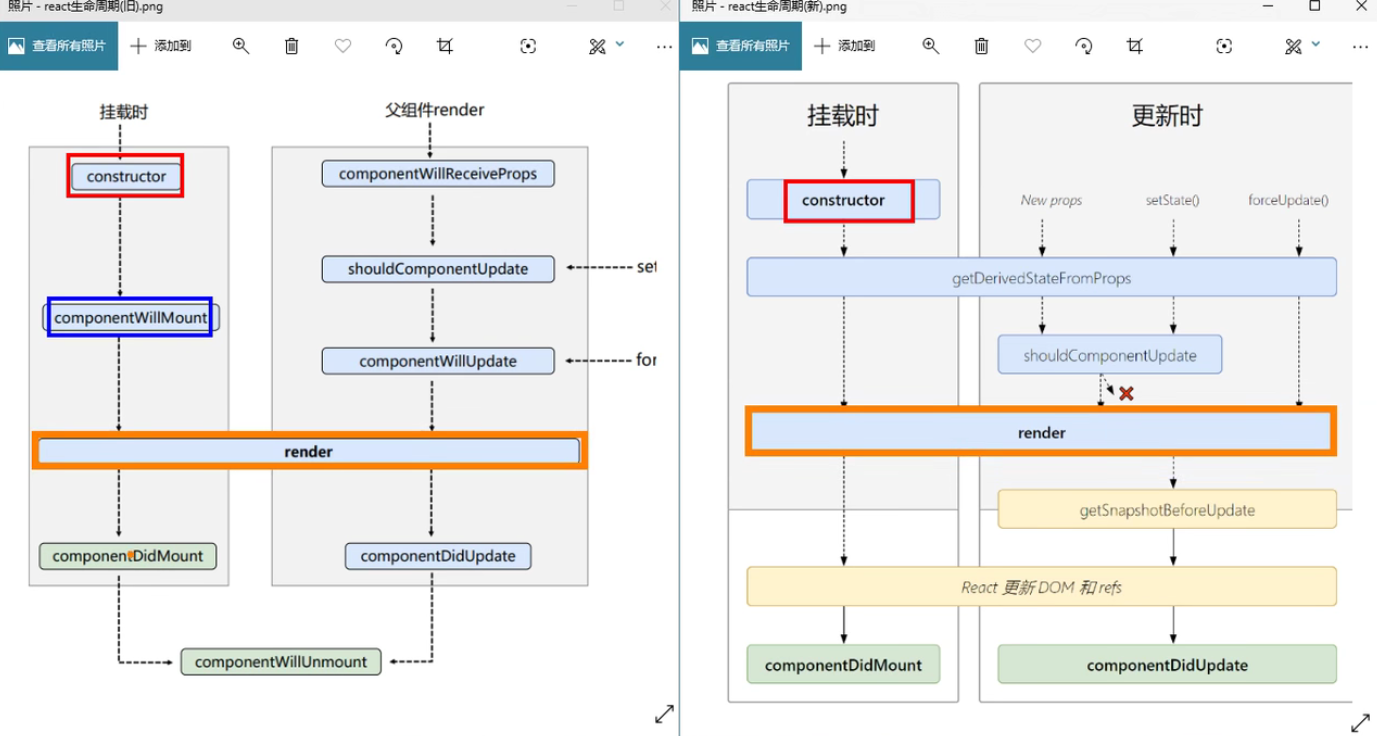 照片 - react生命周期(旧).png
查看所有照片
添加到
挂载时
父组件render
constructor
componentWillReceiveProps
shouldComponentUpdate
componentWillMount
componentWillUpdate
render
componentDidMount
componentDidUpdate
componentWillUnmount
照片 - react生命周期(新).png
查看所有照片
添加到
挂载时
更新时
constructor
New props
setState()
forceUpdate()
getDerivedStateFromProps
shouldComponentUpdate
render
getSnapshotBeforeUpdate
React 更新 DOM 和 refs
componentDidMount
componentDidUpdate